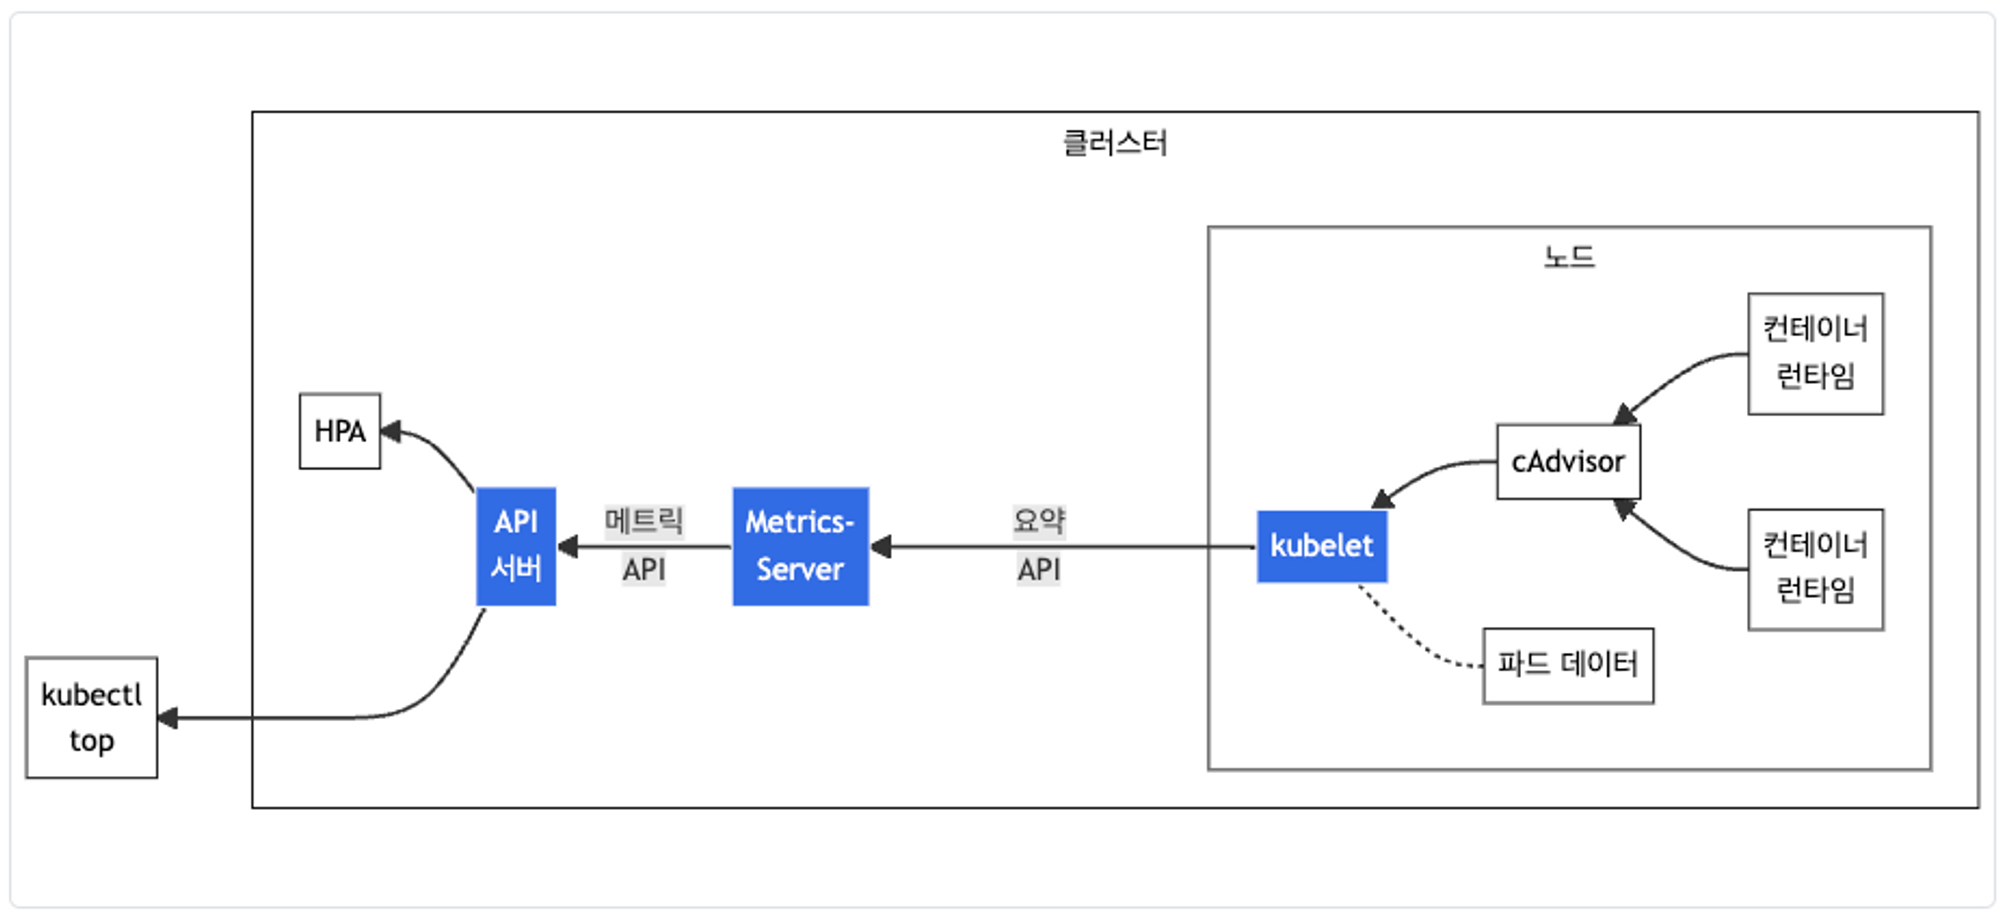 클러스터
노드
컨테이너
런타임
HPA
cAdvisor
API
서버
메트릭
API
Metrics-
Server
요약
API
kubelet
컨테이너
런타임
파드 데이터
kubectl
top